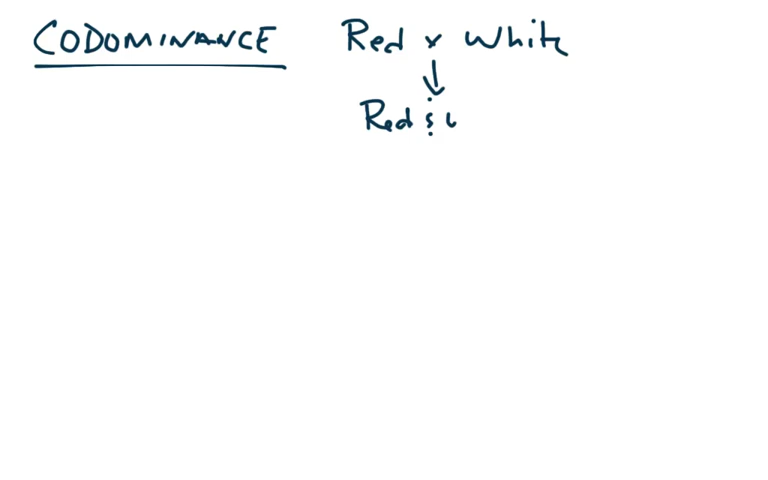 CODOMINANCE Red x White
↓
Red &